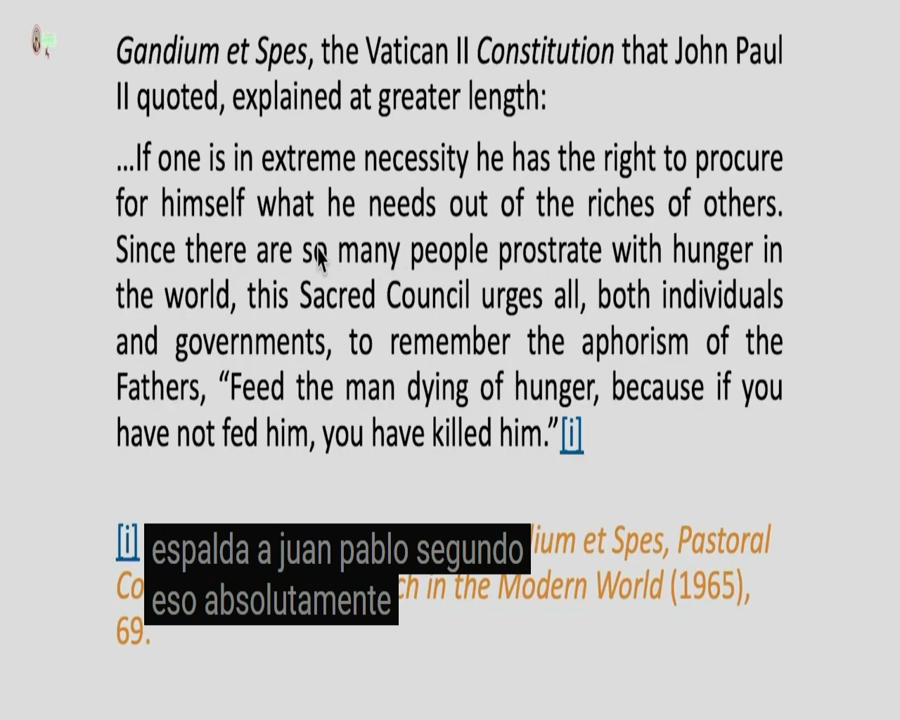 Gandium et Spes, the Vatican II Constitution that John Paul
II quoted, explained at greater length:
...If one is in extreme necessity he has the right to procure
for himself what he needs out of the riches of others.
Since there are so many people prostrate with hunger in
the world, this Sacred Council urges all, both individuals
and governments, to remember the aphorism of the
Fathers, “Feed the man dying of hunger, because if you
have not fed him, you have killed him.”[i]
[i] ium et Spes, Pastoral
Co ch in the Modern World (1965),
69.
espalda a juan pablo segundo
eso absolutamente